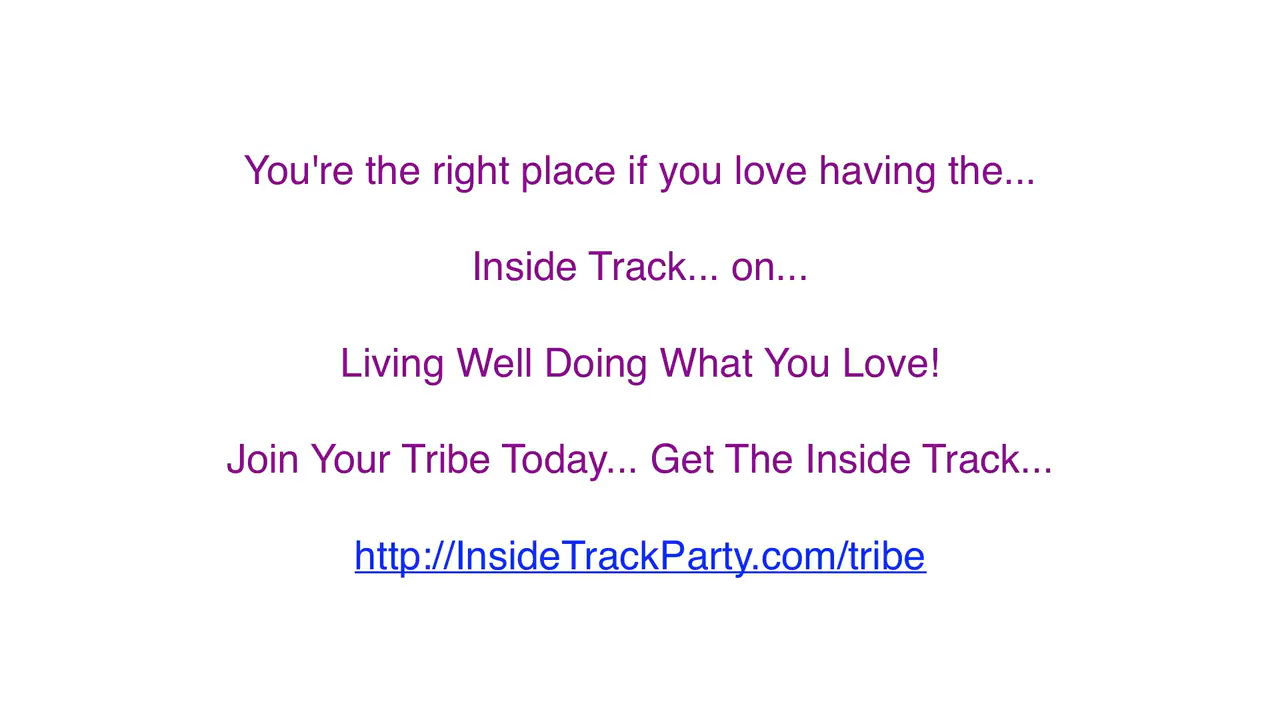 You're the right place if you love having the...
Inside Track... on...
Living Well Doing What You Love!
Join Your Tribe Today... Get The Inside Track...
http://InsideTrackParty.com/tribe